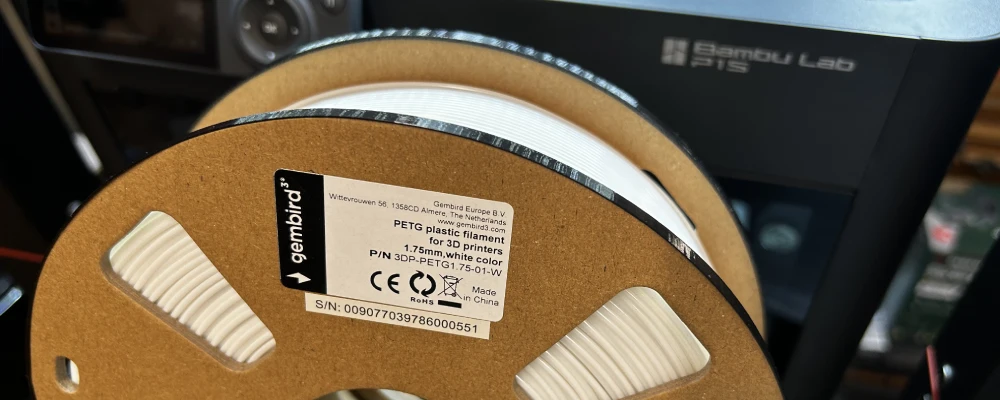 Bambu Lab
P1S
OK
gembird³®
Gembird Europe B.V.
Wittevrouwen 56, 1358CD Almere, The Netherlands
www.gembird3.com
PETG plastic filament
for 3D printers
1.75mm,white color
P/N 3DP-PETG1.75-01-W
CE
RoHS
Made
in China
S/N: 009077039786000551